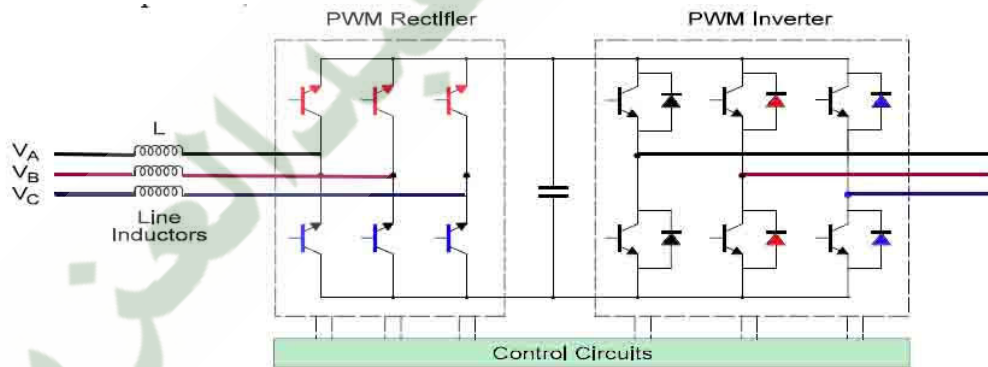 PWM Rectifier
PWM Inverter
L
VA
VB
VC
Line
Inductors
Control Circuits